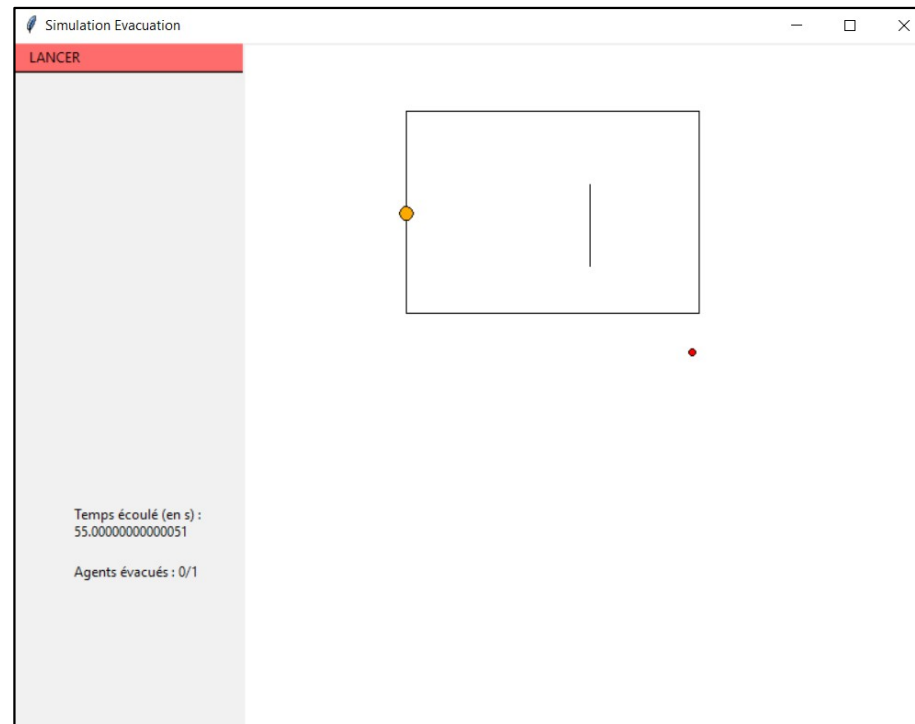 Simulation Evacuation
LANCER
Temps écoulé (en s) :
55.00000000000051
Agents évacués : 0/1